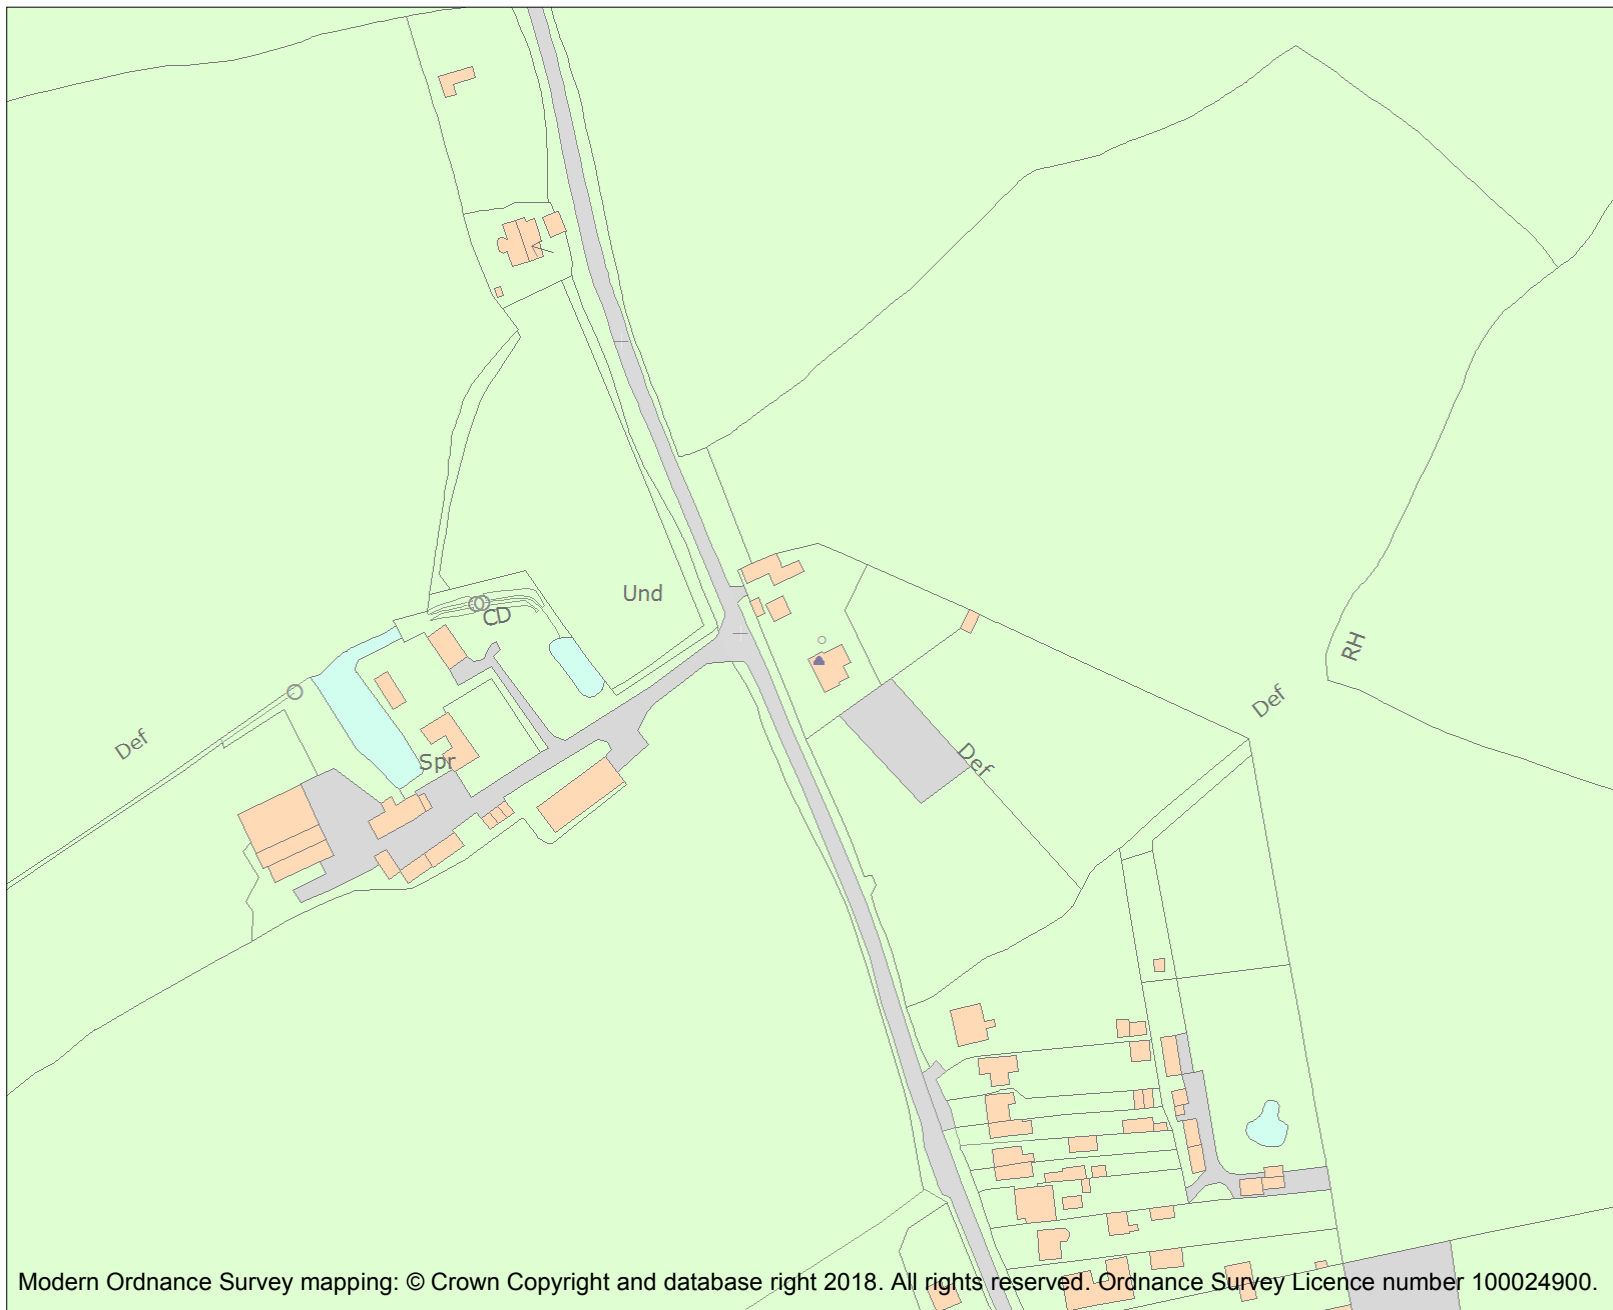 Und
CD
RH
Def
Def
Spr
Def
Modern Ordnance Survey mapping: © Crown Copyright and database right 2018. All rights reserved. Ordnance Survey Licence number 100024900.